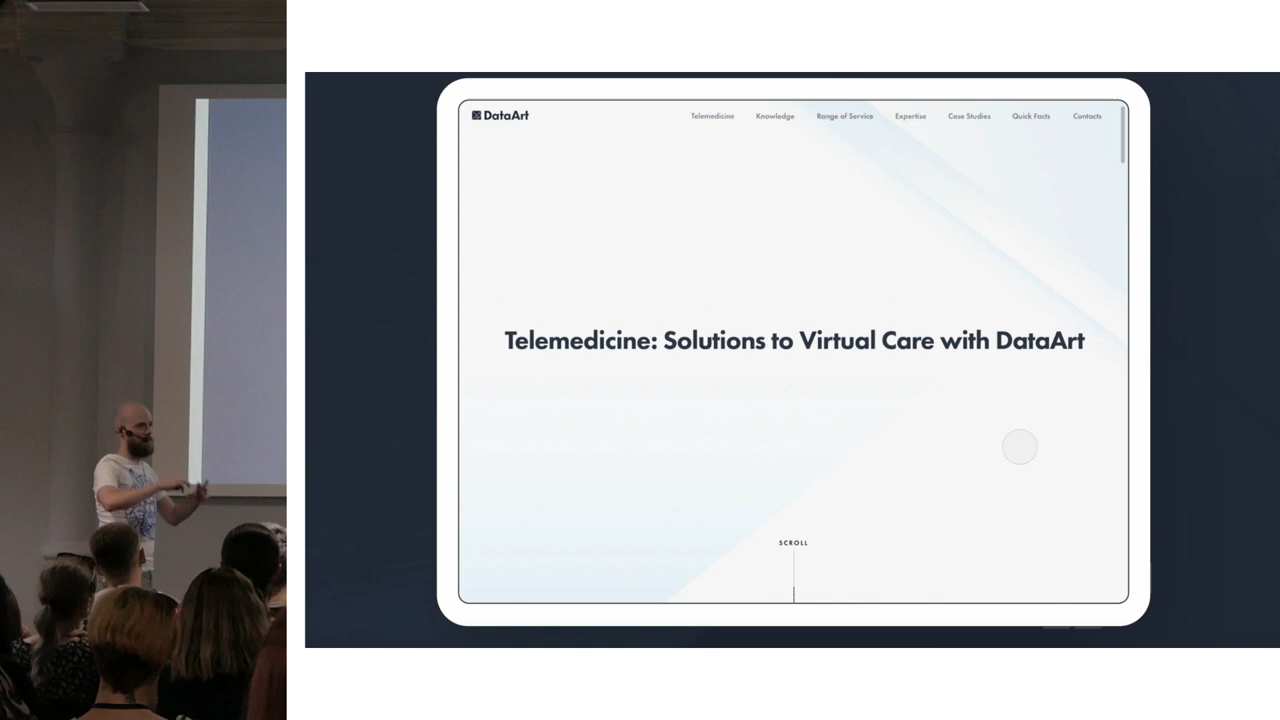 DataArt
Telemedicine Knowledge Range of Service Expertise Case Studies Quick Facts Contacts
Telemedicine: Solutions to Virtual Care with DataArt
SCROLL